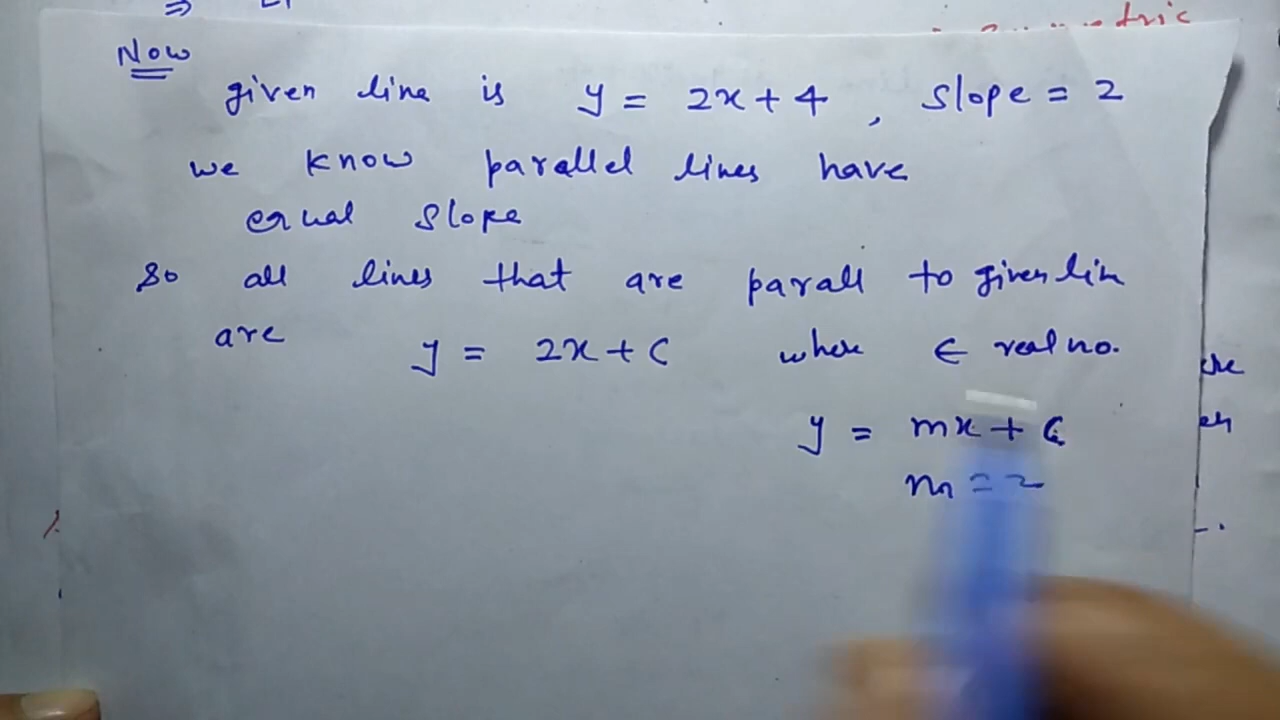 Now
given line is y = 2x + 4 , slope = 2
we know parallel lines have
equal slope
So all lines that are parall to given lin
are y = 2x + c where ∈ real no.
y = mx + c
m = 2